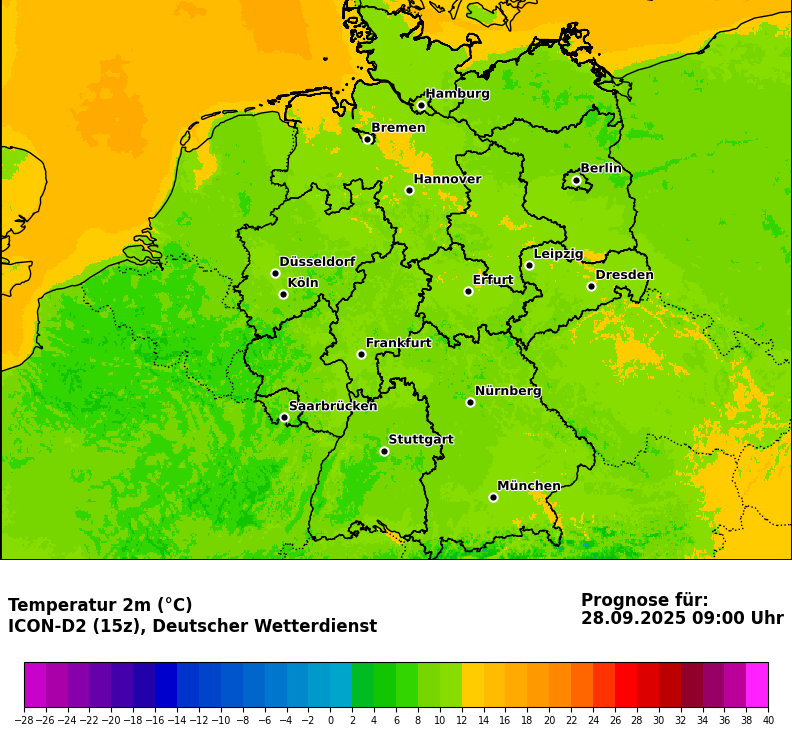 Hamburg
Bremen
Berlin
Hannover
Leipzig
Düsseldorf
Dresden
Köln
Erfurt
Frankfurt
Nürnberg
Saarbrücken
Stuttgart
München
Temperatur 2m (°C)
ICON-D2 (15z), Deutscher Wetterdienst
Prognose für:
28.09.2025 09:00 Uhr
−28 −26 −24 −22 −20 −18 −16 −14 −12 −10 −8 −6 −4 −2 0 2 4 6 8 10 12 14 16 18 20 22 24 26 28 30 32 34 36 38 40